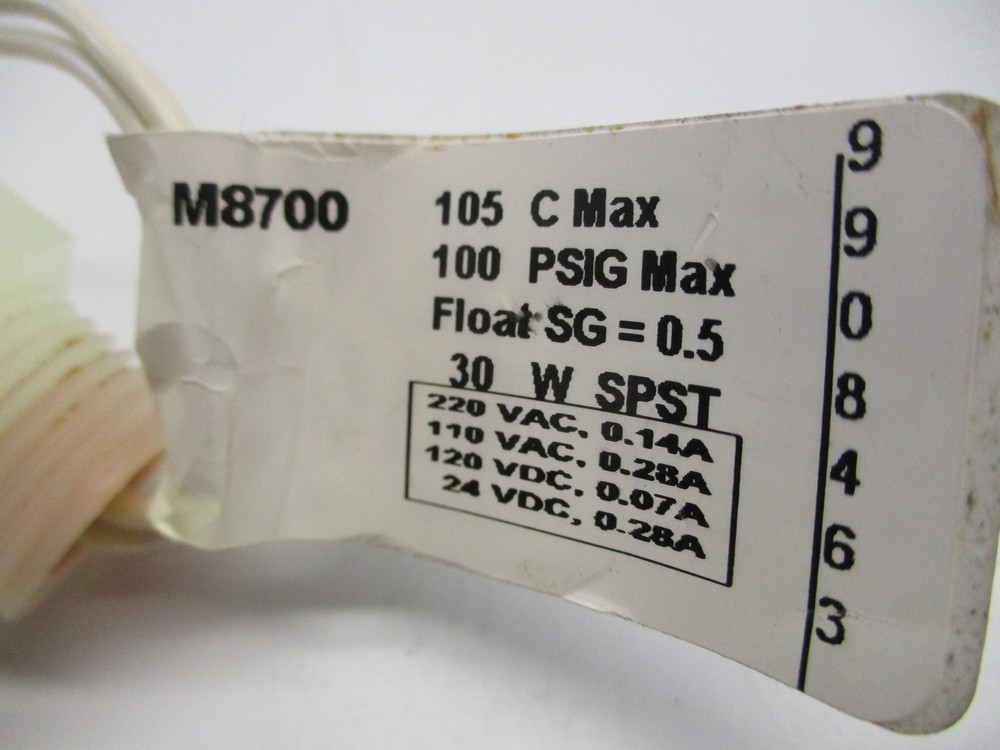 M8700
105 C Max
100 PSIG Max
Float SG = 0.5
30 W SPST
220 VAC, 0.14A
110 VAC, 0.28A
120 VDC, 0.07A
24 VDC, 0.28A
9
9
0
8
4
6
3